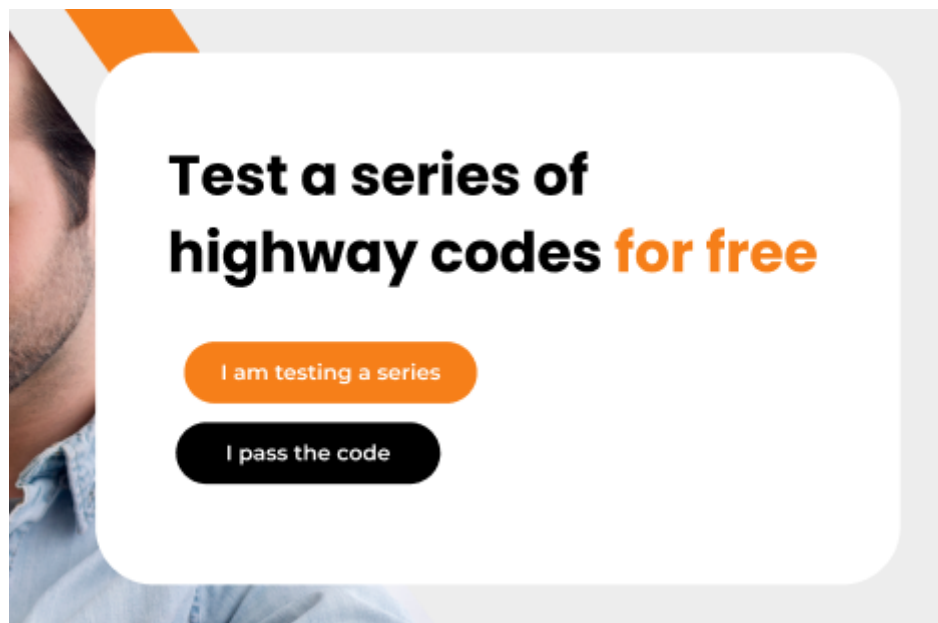 Test a series of
highway codes for free
I am testing a series
I pass the code